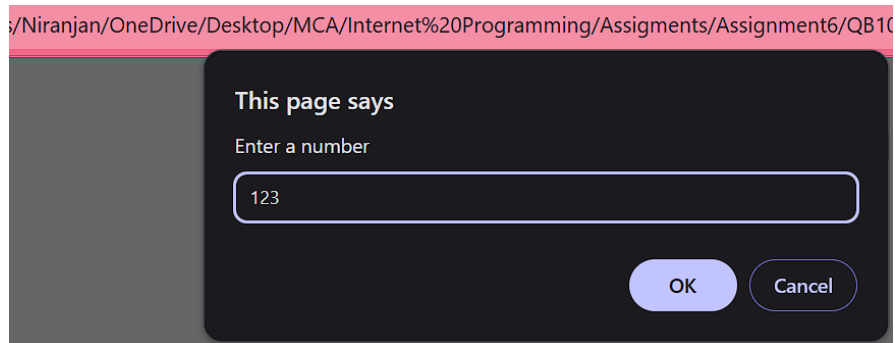 s/Niranjan/OneDrive/Desktop/MCA/Internet%20Programming/Assigments/Assignment6/QB10
This page says
Enter a number
123
OK Cancel